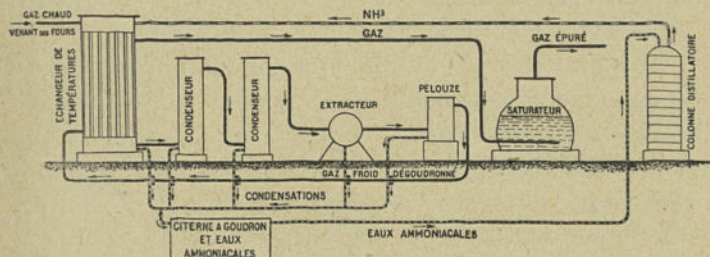 GAZ CHAUD
VENANT DES FOURS
NH³
GAZ
GAZ ÉPURÉ
ECHANGEUR DE
TEMPÉRATURES
CONDENSEUR
CONDENSEUR
EXTRACTEUR
PELOUZE
SATURATEUR
COLONNE DISTILLATOIRE
GAZ FROID DÉGOUDRONNÉ
CONDENSATIONS
CITERNE A GOUDRON
ET EAUX
AMMONIACALES
EAUX AMMONIACALES